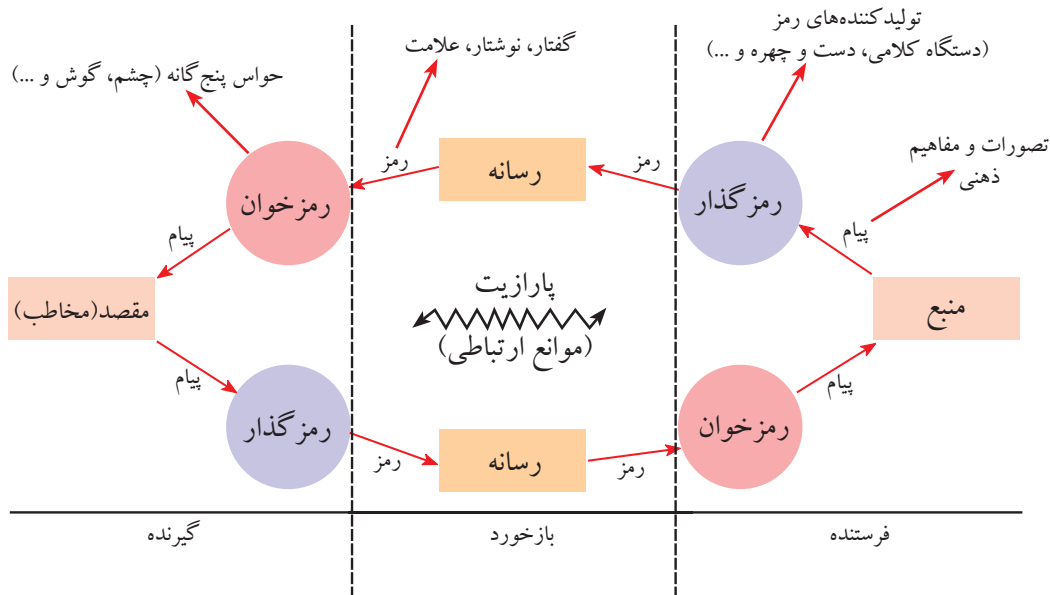 تولیدکننده‌های رمز
(دستگاه کلامی، دست و چهره و ...)
گفتار، نوشتار، علامت
حواس پنج‌گانه (چشم، گوش و ...)
تصورات و مفاهیم
ذهنی
منبع
پیام
رمزگذار
رمز
رسانه
رمز
رمزخوان
پیام
مقصد(مخاطب)
پارازیت
(موانع ارتباطی)
پیام
رمزگذار
رمز
رسانه
رمز
رمزخوان
پیام
فرستنده
بازخورد
گیرنده